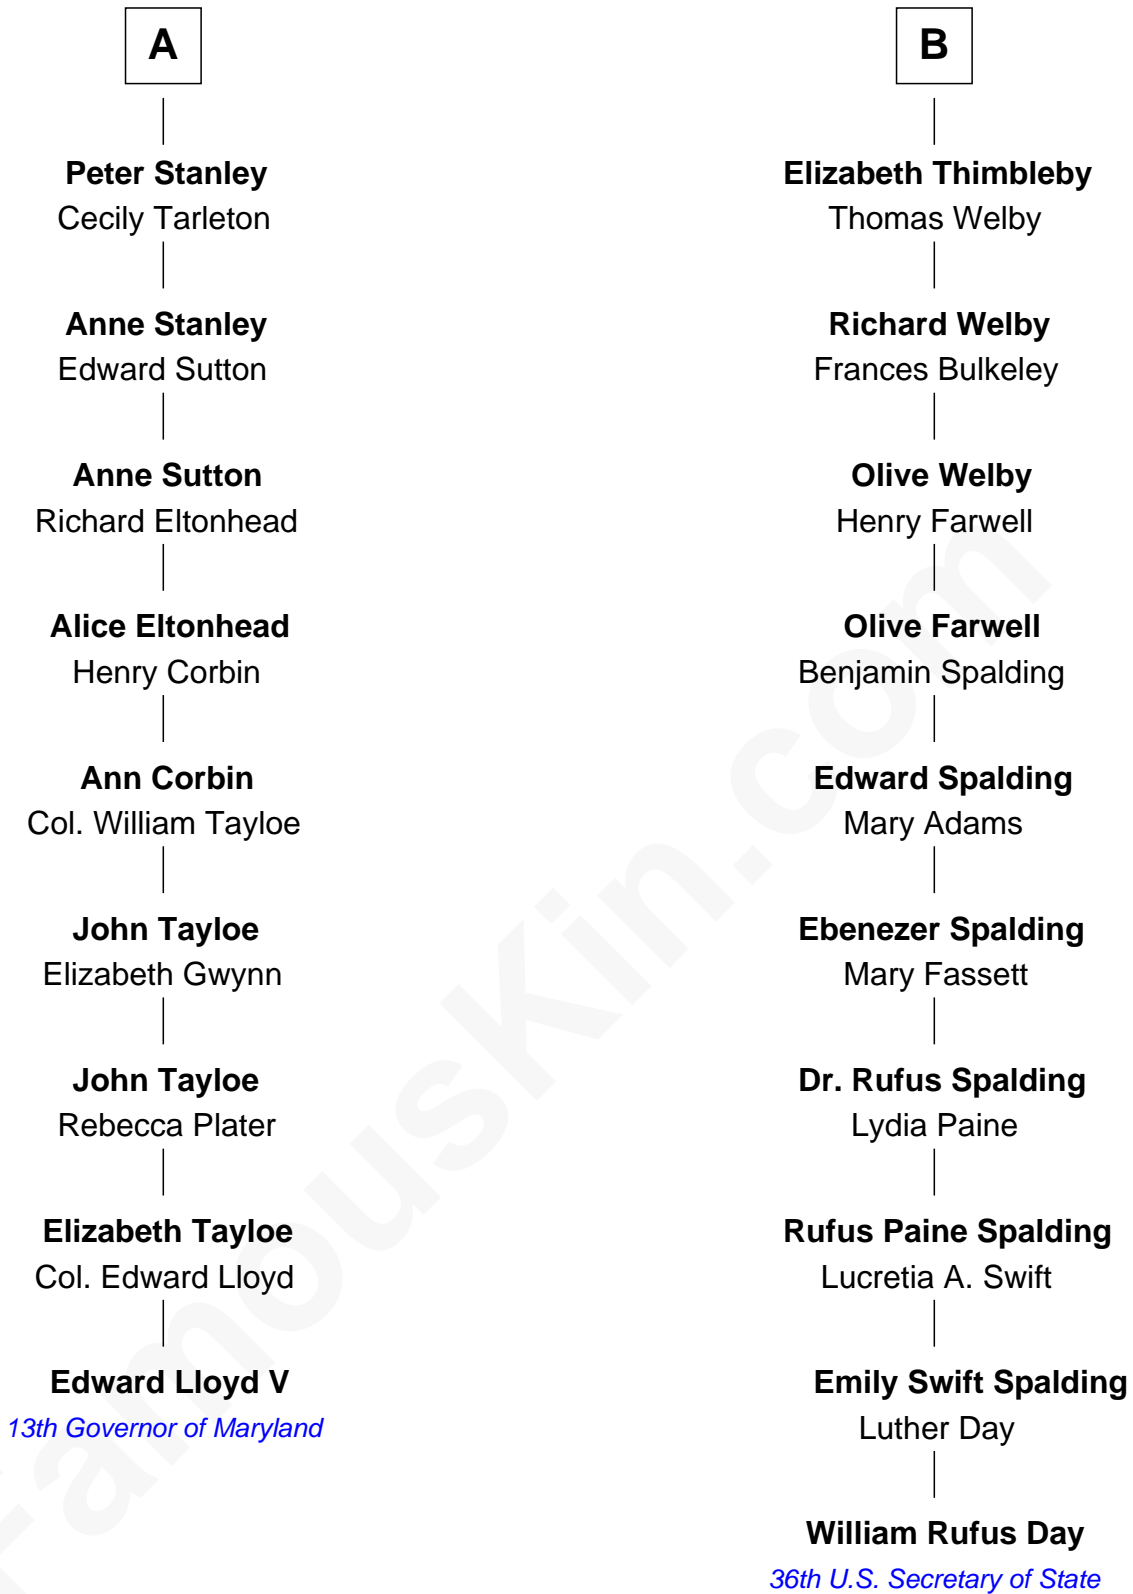 A
Peter Stanley
Cecily Tarleton
Anne Stanley
Edward Sutton
Anne Sutton
Richard Eltonhead
Alice Eltonhead
Henry Corbin
Ann Corbin
Col. William Tayloe
John Tayloe
Elizabeth Gwynn
John Tayloe
Rebecca Plater
Elizabeth Tayloe
Col. Edward Lloyd
Edward Lloyd V
13th Governor of Maryland
B
Elizabeth Thimbleby
Thomas Welby
Richard Welby
Frances Bulkeley
Olive Welby
Henry Farwell
Olive Farwell
Benjamin Spalding
Edward Spalding
Mary Adams
Ebenezer Spalding
Mary Fassett
Dr. Rufus Spalding
Lydia Paine
Rufus Paine Spalding
Lucretia A. Swift
Emily Swift Spalding
Luther Day
William Rufus Day
36th U.S. Secretary of State
FamousKin.com